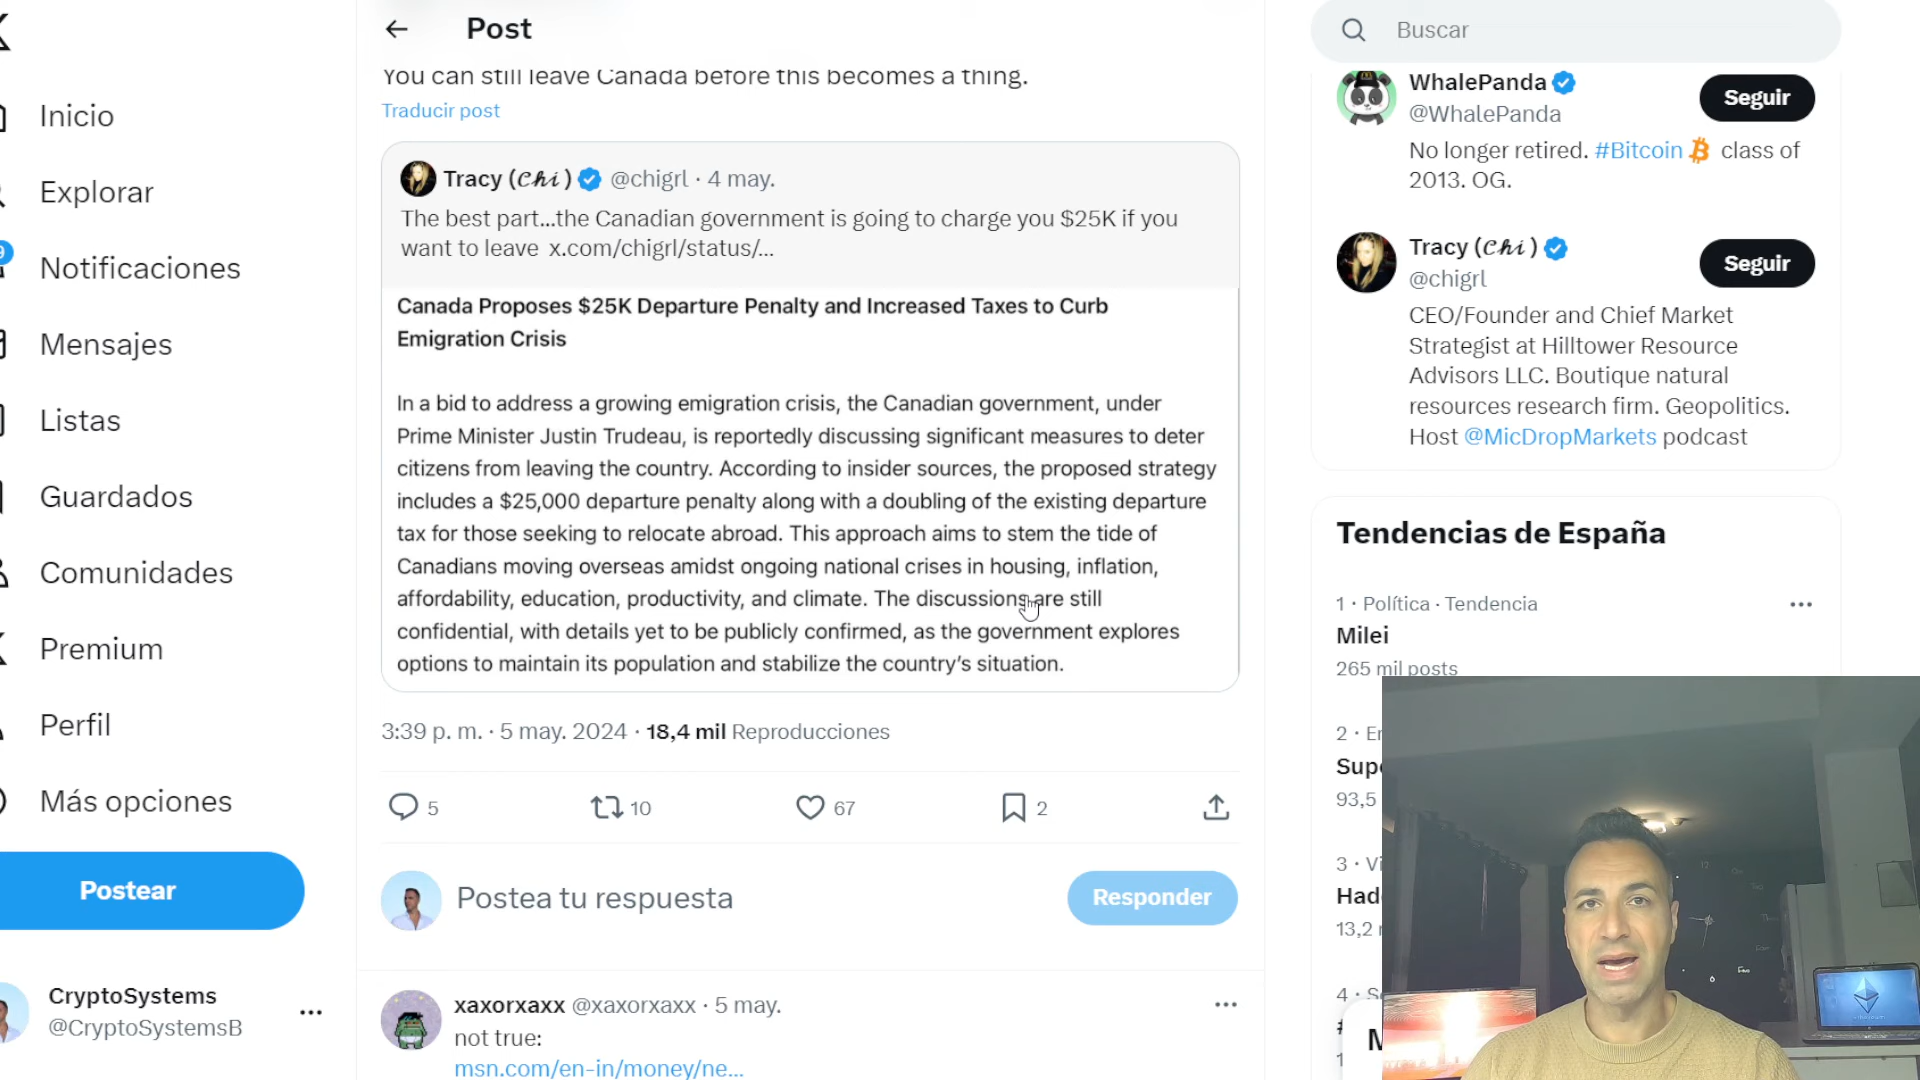 Post
Buscar
You can still leave Canada before this becomes a thing.
Traducir post
Inicio
Explorar
Notificaciones
Mensajes
Listas
Guardados
Comunidades
Premium
Perfil
Más opciones
Postear
CryptoSystems
@CryptoSystemsB
Tracy (𝓒𝓱𝓲) @chigrl · 4 may.
The best part...the Canadian government is going to charge you $25K if you
want to leave x.com/chigrl/status/...
Canada Proposes $25K Departure Penalty and Increased Taxes to Curb
Emigration Crisis
In a bid to address a growing emigration crisis, the Canadian government, under
Prime Minister Justin Trudeau, is reportedly discussing significant measures to deter
citizens from leaving the country. According to insider sources, the proposed strategy
includes a $25,000 departure penalty along with a doubling of the existing departure
tax for those seeking to relocate abroad. This approach aims to stem the tide of
Canadians moving overseas amidst ongoing national crises in housing, inflation,
affordability, education, productivity, and climate. The discussions are still
confidential, with details yet to be publicly confirmed, as the government explores
options to maintain its population and stabilize the country's situation.
3:39 p. m. · 5 may. 2024 · 18,4 mil Reproducciones
5 10 67 2
Postea tu respuesta
Responder
xaxorxaxx @xaxorxaxx · 5 may.
not true:
msn.com/en-in/money/ne...
WhalePanda
@WhalePanda
Seguir
No longer retired. #Bitcoin class of
2013. OG.
Tracy (𝓒𝓱𝓲)
@chigrl
Seguir
CEO/Founder and Chief Market
Strategist at Hilltower Resource
Advisors LLC. Boutique natural
resources research firm. Geopolitics.
Host @MicDropMarkets podcast
Tendencias de España
1 · Política · Tendencia
Milei
265 mil posts
2 ·
93,5
3 ·
13,2
4 ·